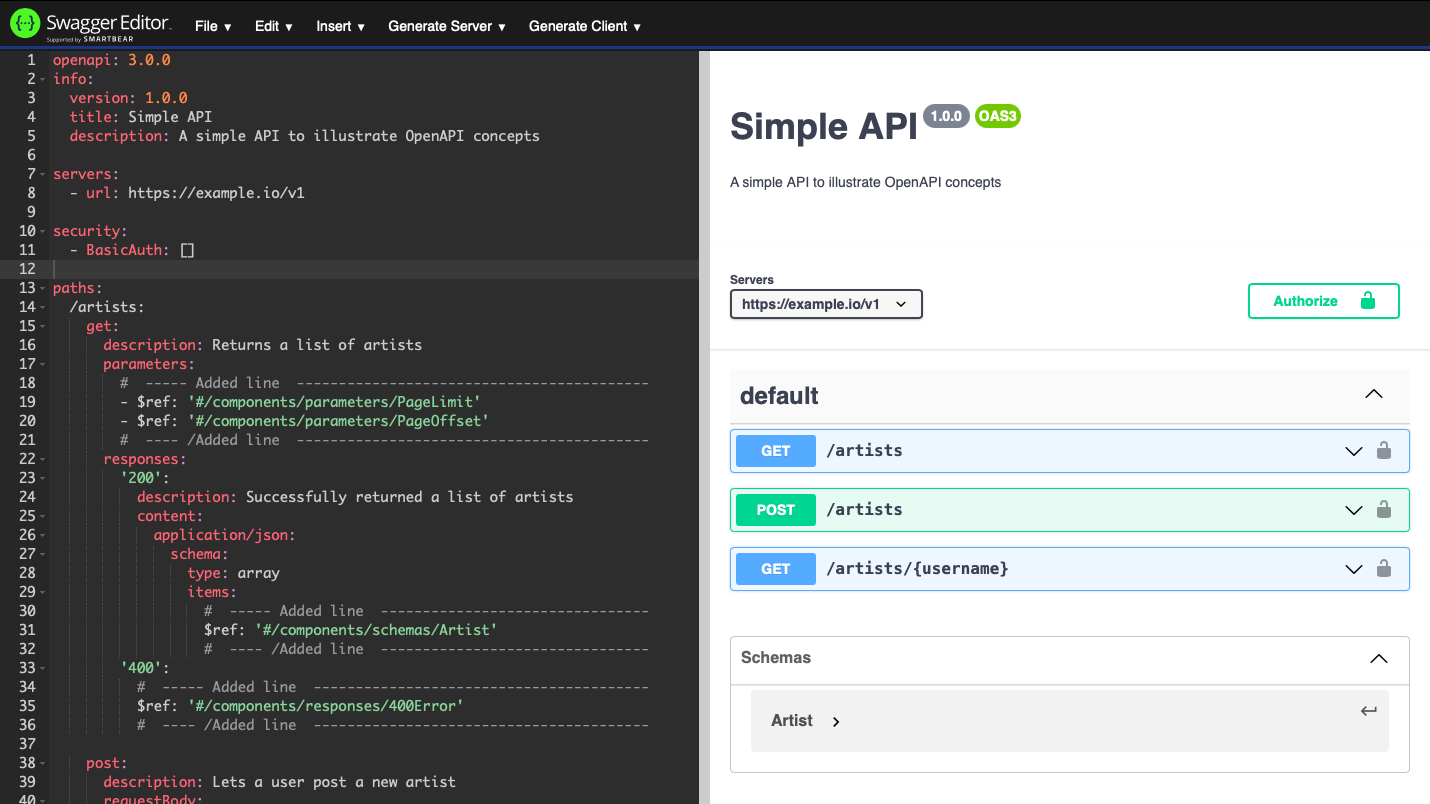 Swagger Editor.
Supported by SMARTBEAR
File ▾ Edit ▾ Insert ▾ Generate Server ▾ Generate Client ▾
1 openapi: 3.0.0
2 info:
3   version: 1.0.0
4   title: Simple API
5   description: A simple API to illustrate OpenAPI concepts
6
7 servers:
8   - url: https://example.io/v1
9
10 security:
11   - BasicAuth: []
12
13 paths:
14   /artists:
15     get:
16       description: Returns a list of artists
17       parameters:
18         #  ----- Added line  ------------------------------------------
19         - $ref: '#/components/parameters/PageLimit'
20         - $ref: '#/components/parameters/PageOffset'
21         #  ---- /Added line  ------------------------------------------
22       responses:
23         '200':
24           description: Successfully returned a list of artists
25           content:
26             application/json:
27               schema:
28                 type: array
29                 items:
30                   #  ----- Added line  --------------------------------
31                   $ref: '#/components/schemas/Artist'
32                   #  ---- /Added line  --------------------------------
33         '400':
34           #  ----- Added line  ----------------------------------------
35           $ref: '#/components/responses/400Error'
36           #  ---- /Added line  ----------------------------------------
37
38     post:
39       description: Lets a user post a new artist
40       requestBody:
Simple API 1.0.0 OAS3
A simple API to illustrate OpenAPI concepts
Servers
https://example.io/v1
Authorize
default
GET /artists
POST /artists
GET /artists/{username}
Schemas
Artist